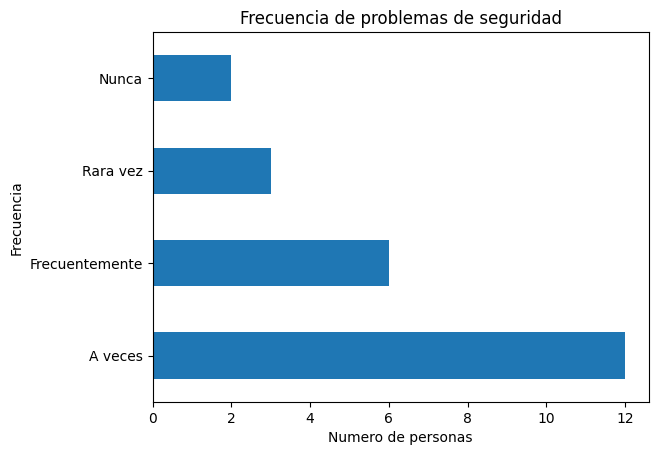 Frecuencia de problemas de seguridad
Nunca
Rara vez
Frecuentemente
A veces
Frecuencia
0 2 4 6 8 10 12
Numero de personas